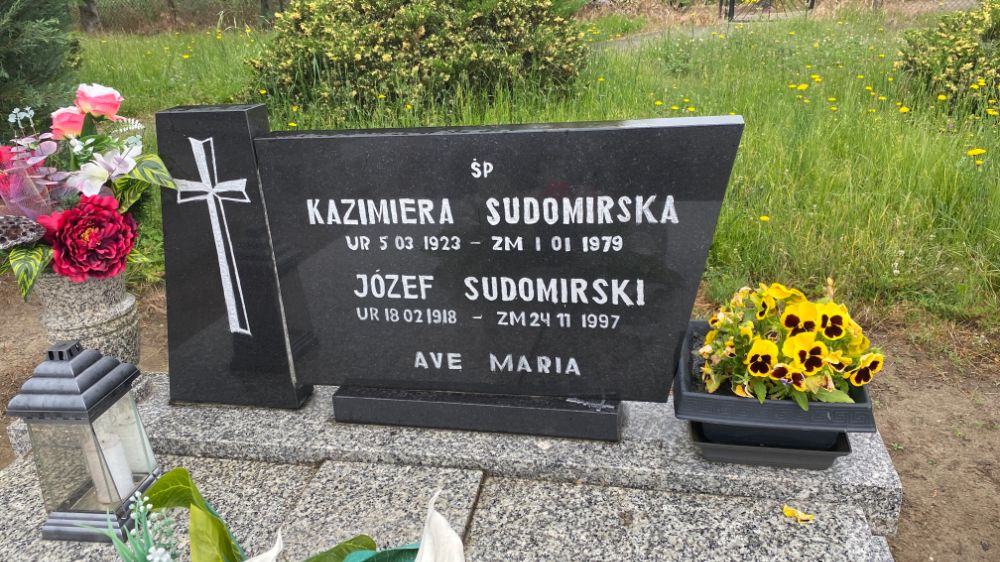 ŚP
KAZIMIERA SUDOMIRSKA
UR 5 03 1923 - ZM 1 01 1979
JÓZEF SUDOMIRSKI
UR 18 02 1918 - ZM 24 11 1997
AVE MARIA